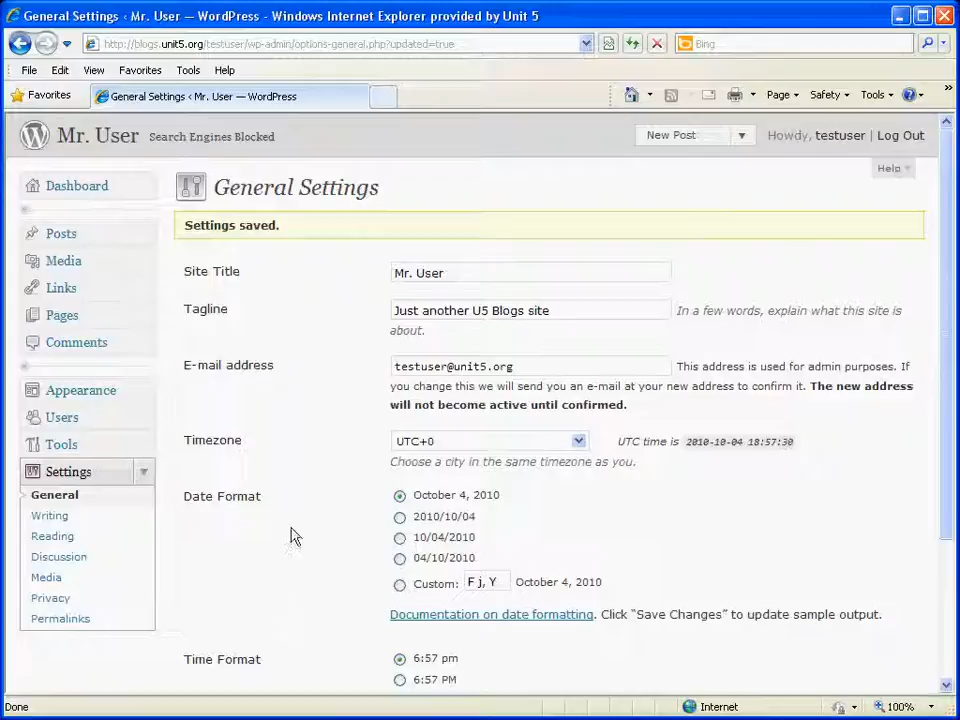 General Settings ‹ Mr. User — WordPress - Windows Internet Explorer provided by Unit 5
http://blogs.unit5.org/testuser/wp-admin/options-general.php?updated=true
Bing
File Edit View Favorites Tools Help
Favorites General Settings ‹ Mr. User — WordPress Page Safety Tools »
Mr. User Search Engines Blocked New Post Howdy, testuser | Log Out
Help
Dashboard
Posts
Media
Links
Pages
Comments
Appearance
Users
Tools
Settings
General
Writing
Reading
Discussion
Media
Privacy
Permalinks
General Settings
Settings saved.
Site Title Mr. User
Tagline Just another U5 Blogs site In a few words, explain what this site is
about.
E-mail address testuser@unit5.org This address is used for admin purposes. If
you change this we will send you an e-mail at your new address to confirm it. The new address
will not become active until confirmed.
Timezone UTC+0 UTC time is 2010-10-04 18:57:30
Choose a city in the same timezone as you.
Date Format October 4, 2010
2010/10/04
10/04/2010
04/10/2010
Custom: F j, Y October 4, 2010
Documentation on date formatting. Click “Save Changes” to update sample output.
Time Format 6:57 pm
6:57 PM
Done Internet 100%